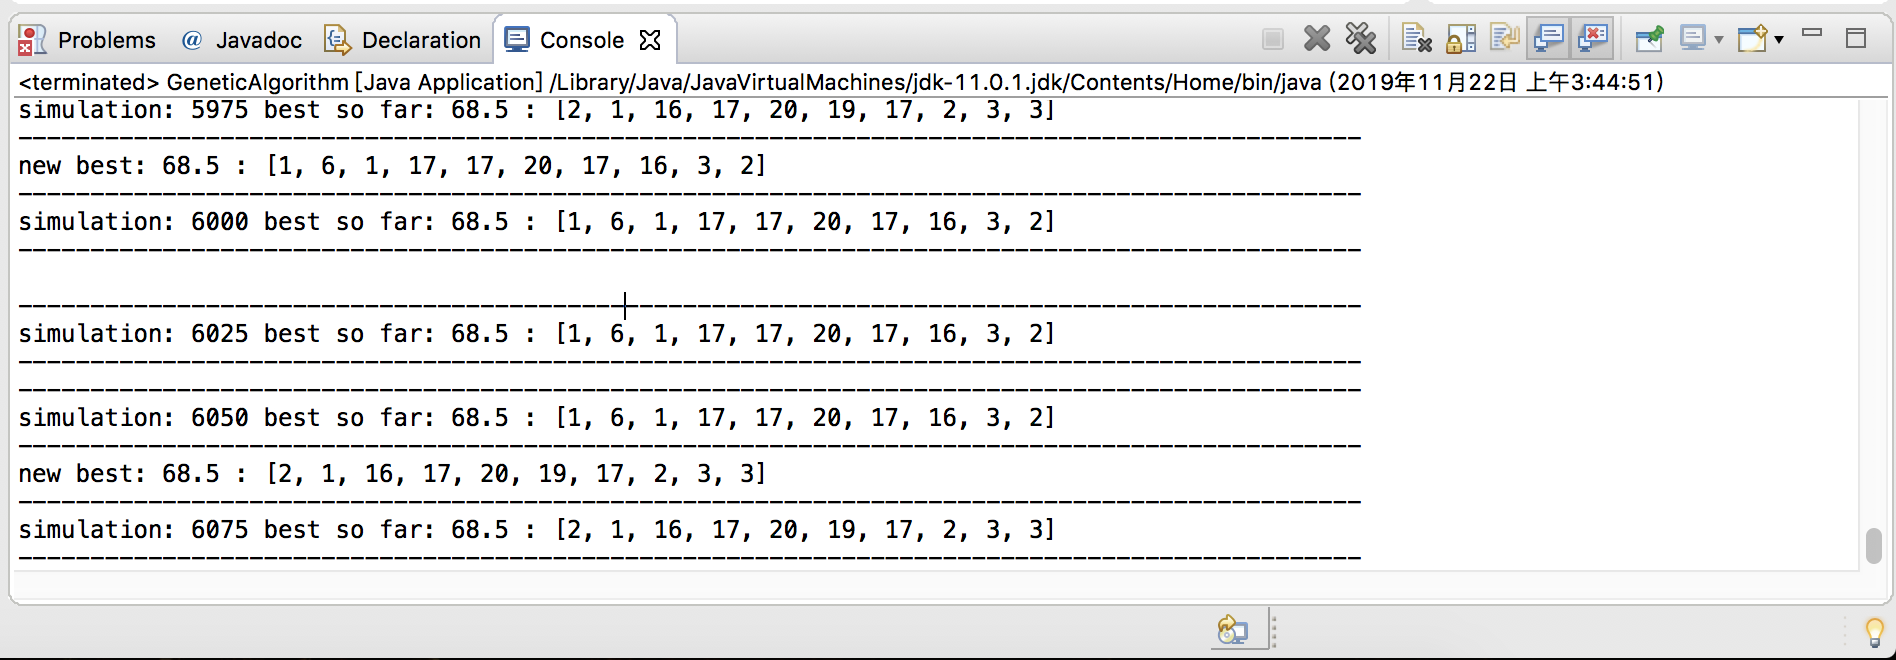 Problems @ Javadoc Declaration Console
<terminated> GeneticAlgorithm [Java Application] /Library/Java/JavaVirtualMachines/jdk-11.0.1.jdk/Contents/Home/bin/java (2019年11月22日 上午3:44:51)
simulation: 5975 best so far: 68.5 : [2, 1, 16, 17, 20, 19, 17, 2, 3, 3]
---------------------------------------------------------------------------------------------
new best: 68.5 : [1, 6, 1, 17, 17, 20, 17, 16, 3, 2]
---------------------------------------------------------------------------------------------
simulation: 6000 best so far: 68.5 : [1, 6, 1, 17, 17, 20, 17, 16, 3, 2]
---------------------------------------------------------------------------------------------
---------------------------------------------------------------------------------------------
simulation: 6025 best so far: 68.5 : [1, 6, 1, 17, 17, 20, 17, 16, 3, 2]
---------------------------------------------------------------------------------------------
---------------------------------------------------------------------------------------------
simulation: 6050 best so far: 68.5 : [1, 6, 1, 17, 17, 20, 17, 16, 3, 2]
---------------------------------------------------------------------------------------------
new best: 68.5 : [2, 1, 16, 17, 20, 19, 17, 2, 3, 3]
---------------------------------------------------------------------------------------------
simulation: 6075 best so far: 68.5 : [2, 1, 16, 17, 20, 19, 17, 2, 3, 3]
---------------------------------------------------------------------------------------------